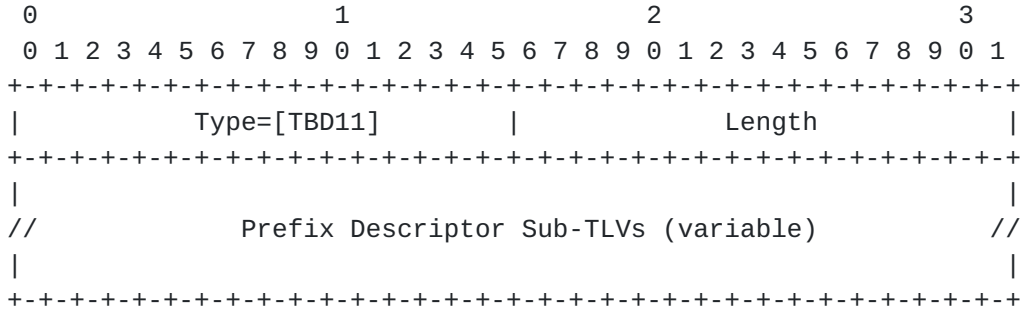 0                   1                   2                   3
 0 1 2 3 4 5 6 7 8 9 0 1 2 3 4 5 6 7 8 9 0 1 2 3 4 5 6 7 8 9 0 1
+-+-+-+-+-+-+-+-+-+-+-+-+-+-+-+-+-+-+-+-+-+-+-+-+-+-+-+-+-+-+-+-+
|           Type=[TBD11]        |             Length            |
+-+-+-+-+-+-+-+-+-+-+-+-+-+-+-+-+-+-+-+-+-+-+-+-+-+-+-+-+-+-+-+-+
|                                                               |
//             Prefix Descriptor Sub-TLVs (variable)           //
|                                                               |
+-+-+-+-+-+-+-+-+-+-+-+-+-+-+-+-+-+-+-+-+-+-+-+-+-+-+-+-+-+-+-+-+